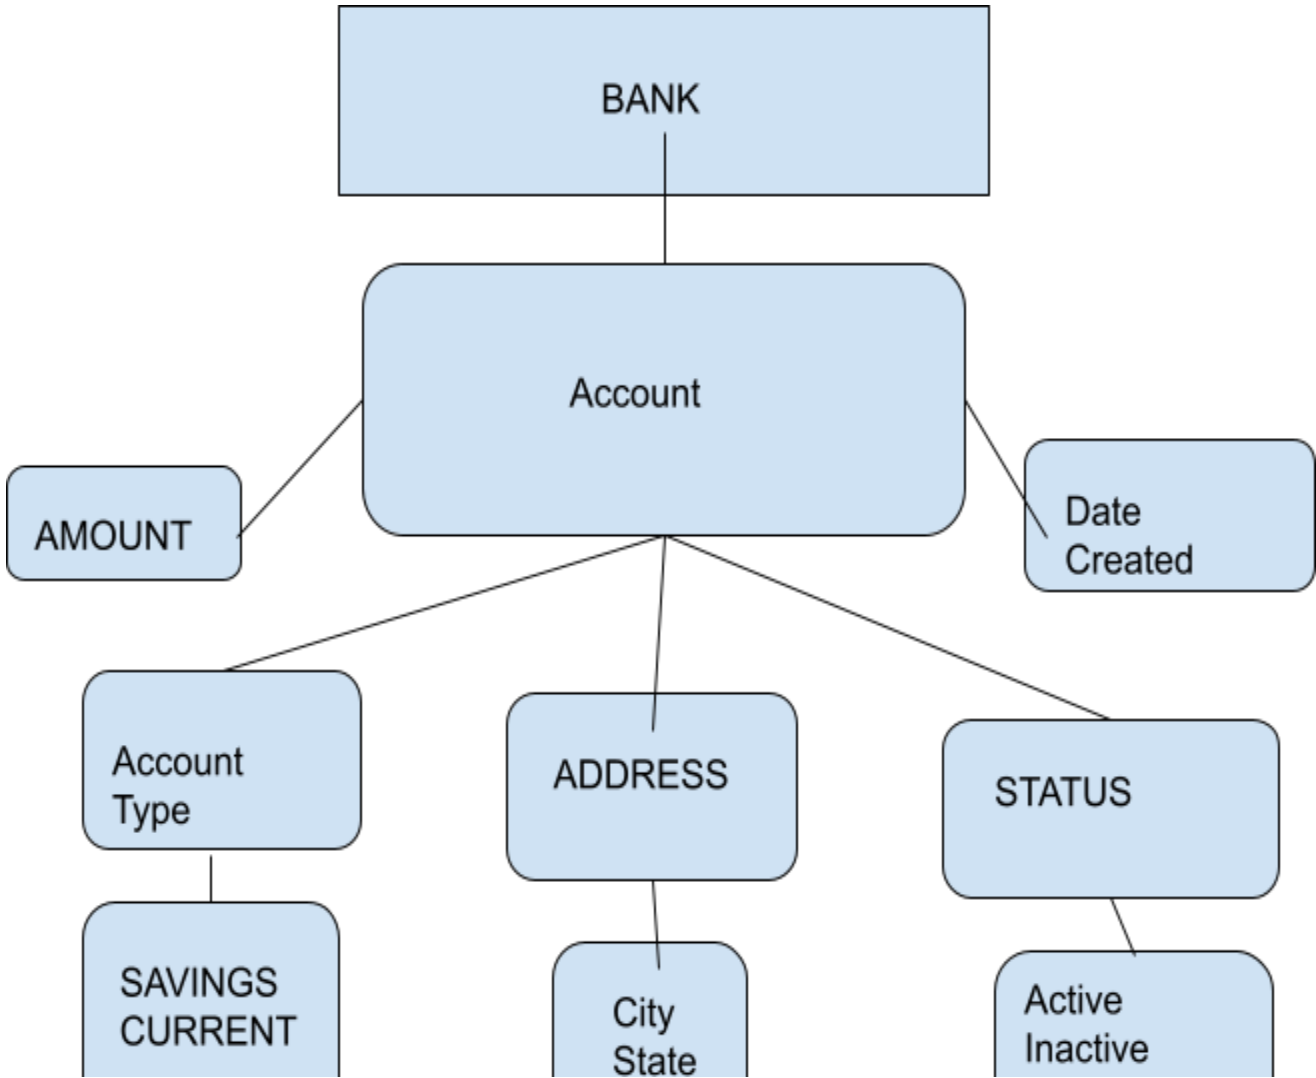 BANK
Account
AMOUNT
Date
Created
Account
Type
ADDRESS
STATUS
SAVINGS
CURRENT
City
State
Active
Inactive